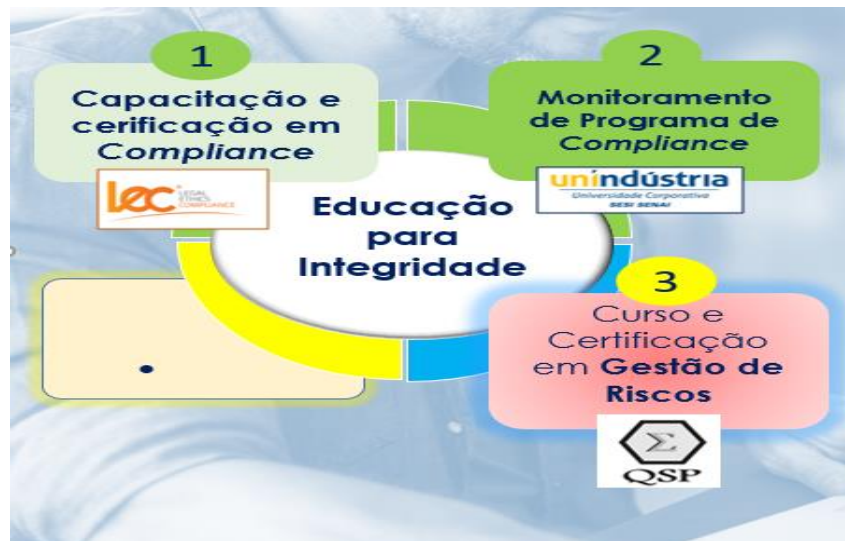 1
Capacitação e
cerificação em
Compliance
LEC
LEGAL
ETHICS
COMPLIANCE
2
Monitoramento
de Programa de
Compliance
unindústria
Universidade Corporativa
SESI SENAI
Educação
para
Integridade
3
Curso e
Certificação
em Gestão de
Riscos
Σ
QSP
•